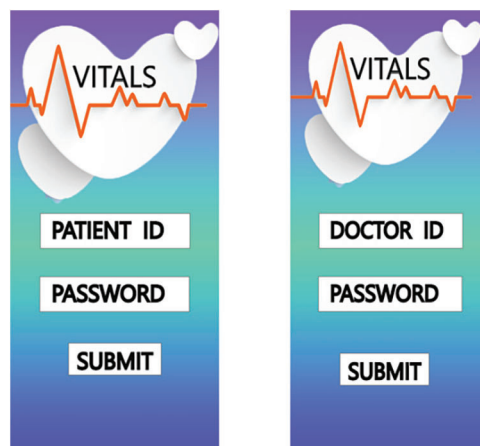 VITALS
PATIENT ID
PASSWORD
SUBMIT
VITALS
DOCTOR ID
PASSWORD
SUBMIT